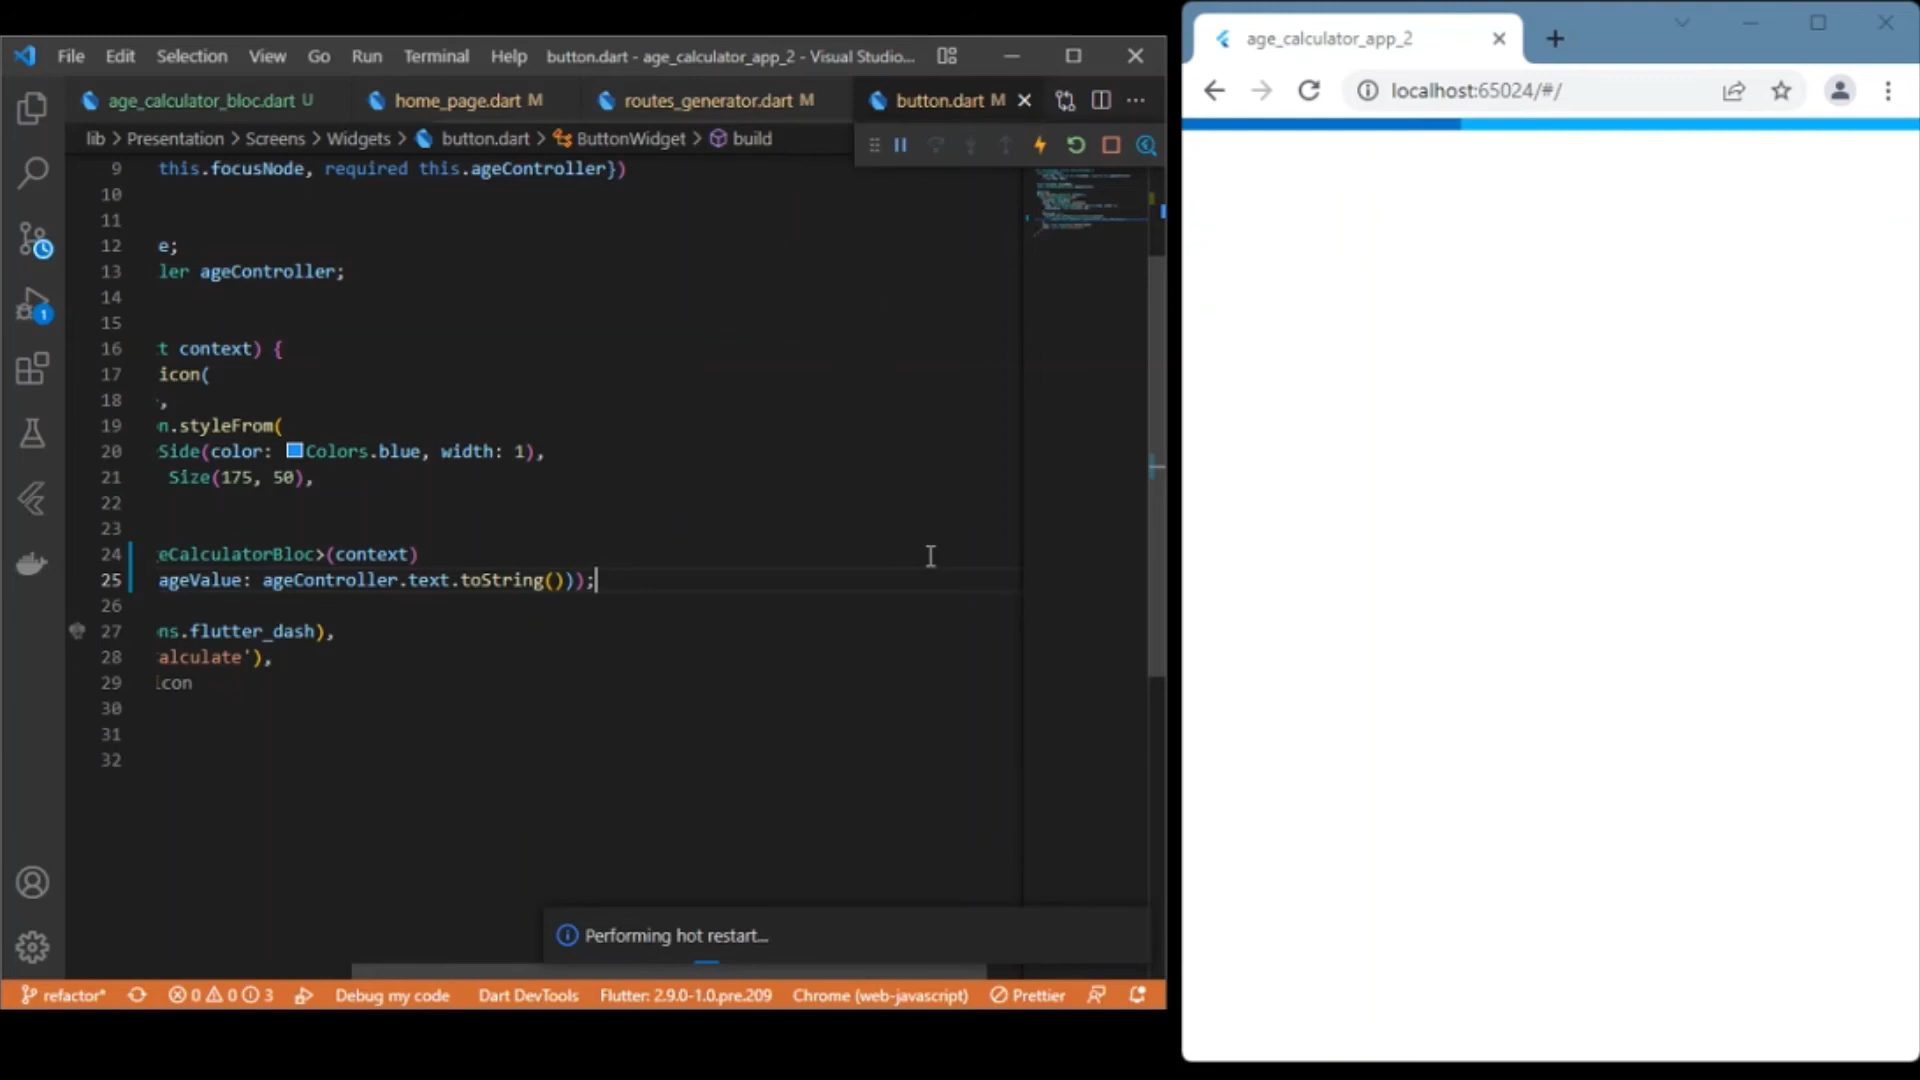 File Edit Selection View Go Run Terminal Help button.dart - age_calculator_app_2 - Visual Studio...
age_calculator_bloc.dart U home_page.dart M routes_generator.dart M button.dart M
lib > Presentation > Screens > Widgets > button.dart > ButtonWidget > build
9 this.focusNode, required this.ageController})
10
11
12 e;
13 ler ageController;
14
15
16 t context) {
17 icon(
18 ,
19 n.styleFrom(
20 Side(color: Colors.blue, width: 1),
21 Size(175, 50),
22
23
24 eCalculatorBloc>(context)
25 ageValue: ageController.text.toString()));
26
27 ns.flutter_dash),
28 alculate'),
29 icon
30
31
32
1
Performing hot restart...
refactor* 0 0 3 Debug my code Dart DevTools Flutter: 2.9.0-1.0.pre.209 Chrome (web-javascript) Prettier
age_calculator_app_2
localhost:65024/#/